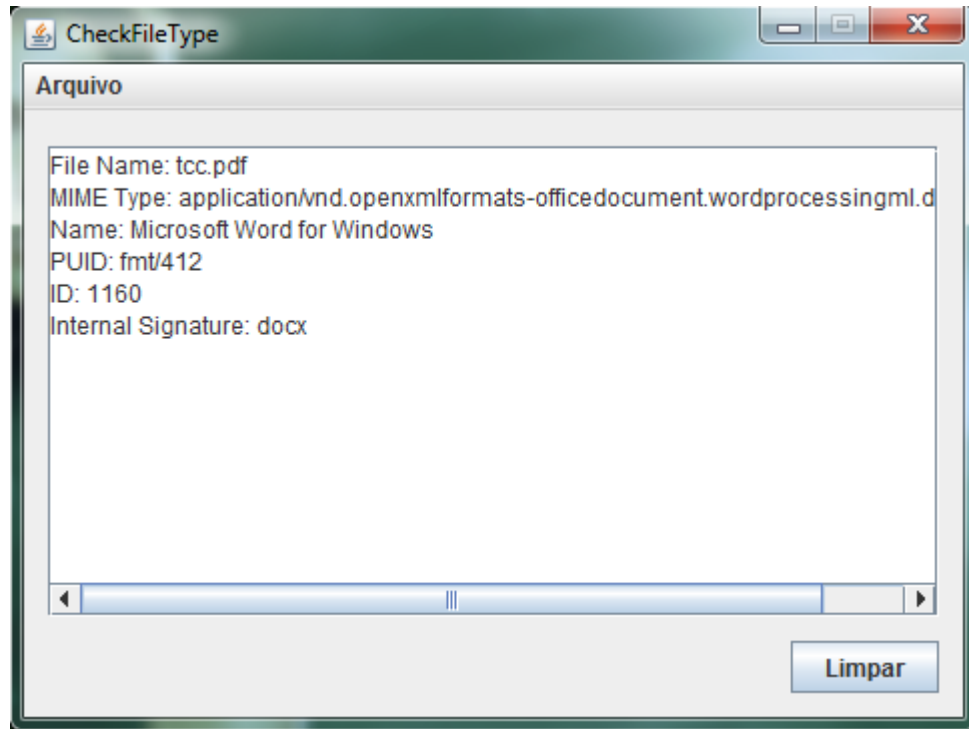 CheckFileType
Arquivo
File Name: tcc.pdf
MIME Type: application/vnd.openxmlformats-officedocument.wordprocessingml.d
Name: Microsoft Word for Windows
PUID: fmt/412
ID: 1160
Internal Signature: docx
Limpar